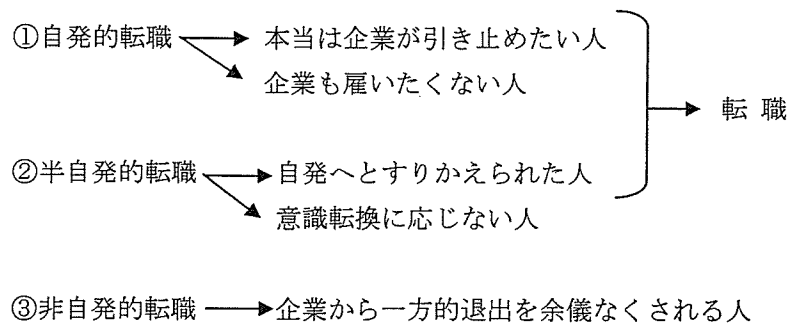 ①自発的転職 本当は企業が引き止めたい人
企業も雇いたくない人
転職
②半自発的転職 自発へとすりかえられた人
意識転換に応じない人
③非自発的転職 企業から一方的退出を余儀なくされる人